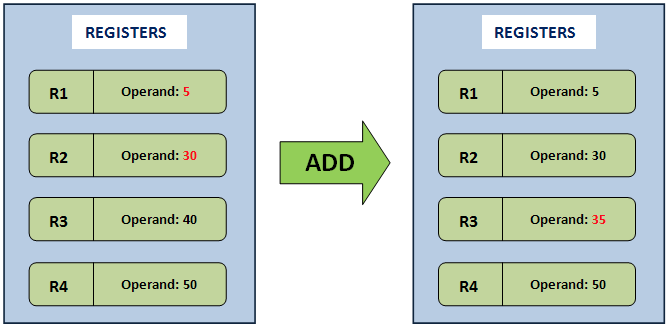 REGISTERS
R1 Operand: 5
R2 Operand: 30
R3 Operand: 40
R4 Operand: 50
ADD
REGISTERS
R1 Operand: 5
R2 Operand: 30
R3 Operand: 35
R4 Operand: 50